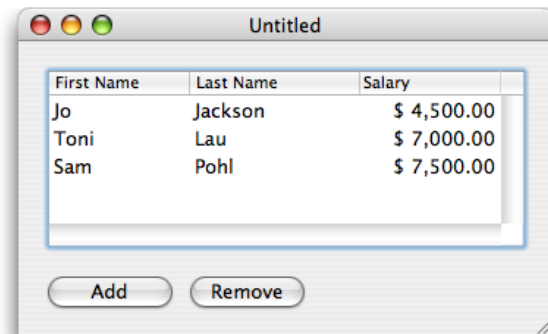 Untitled
First Name Last Name Salary
Jo Jackson $ 4,500.00
Toni Lau $ 7,000.00
Sam Pohl $ 7,500.00
Add Remove